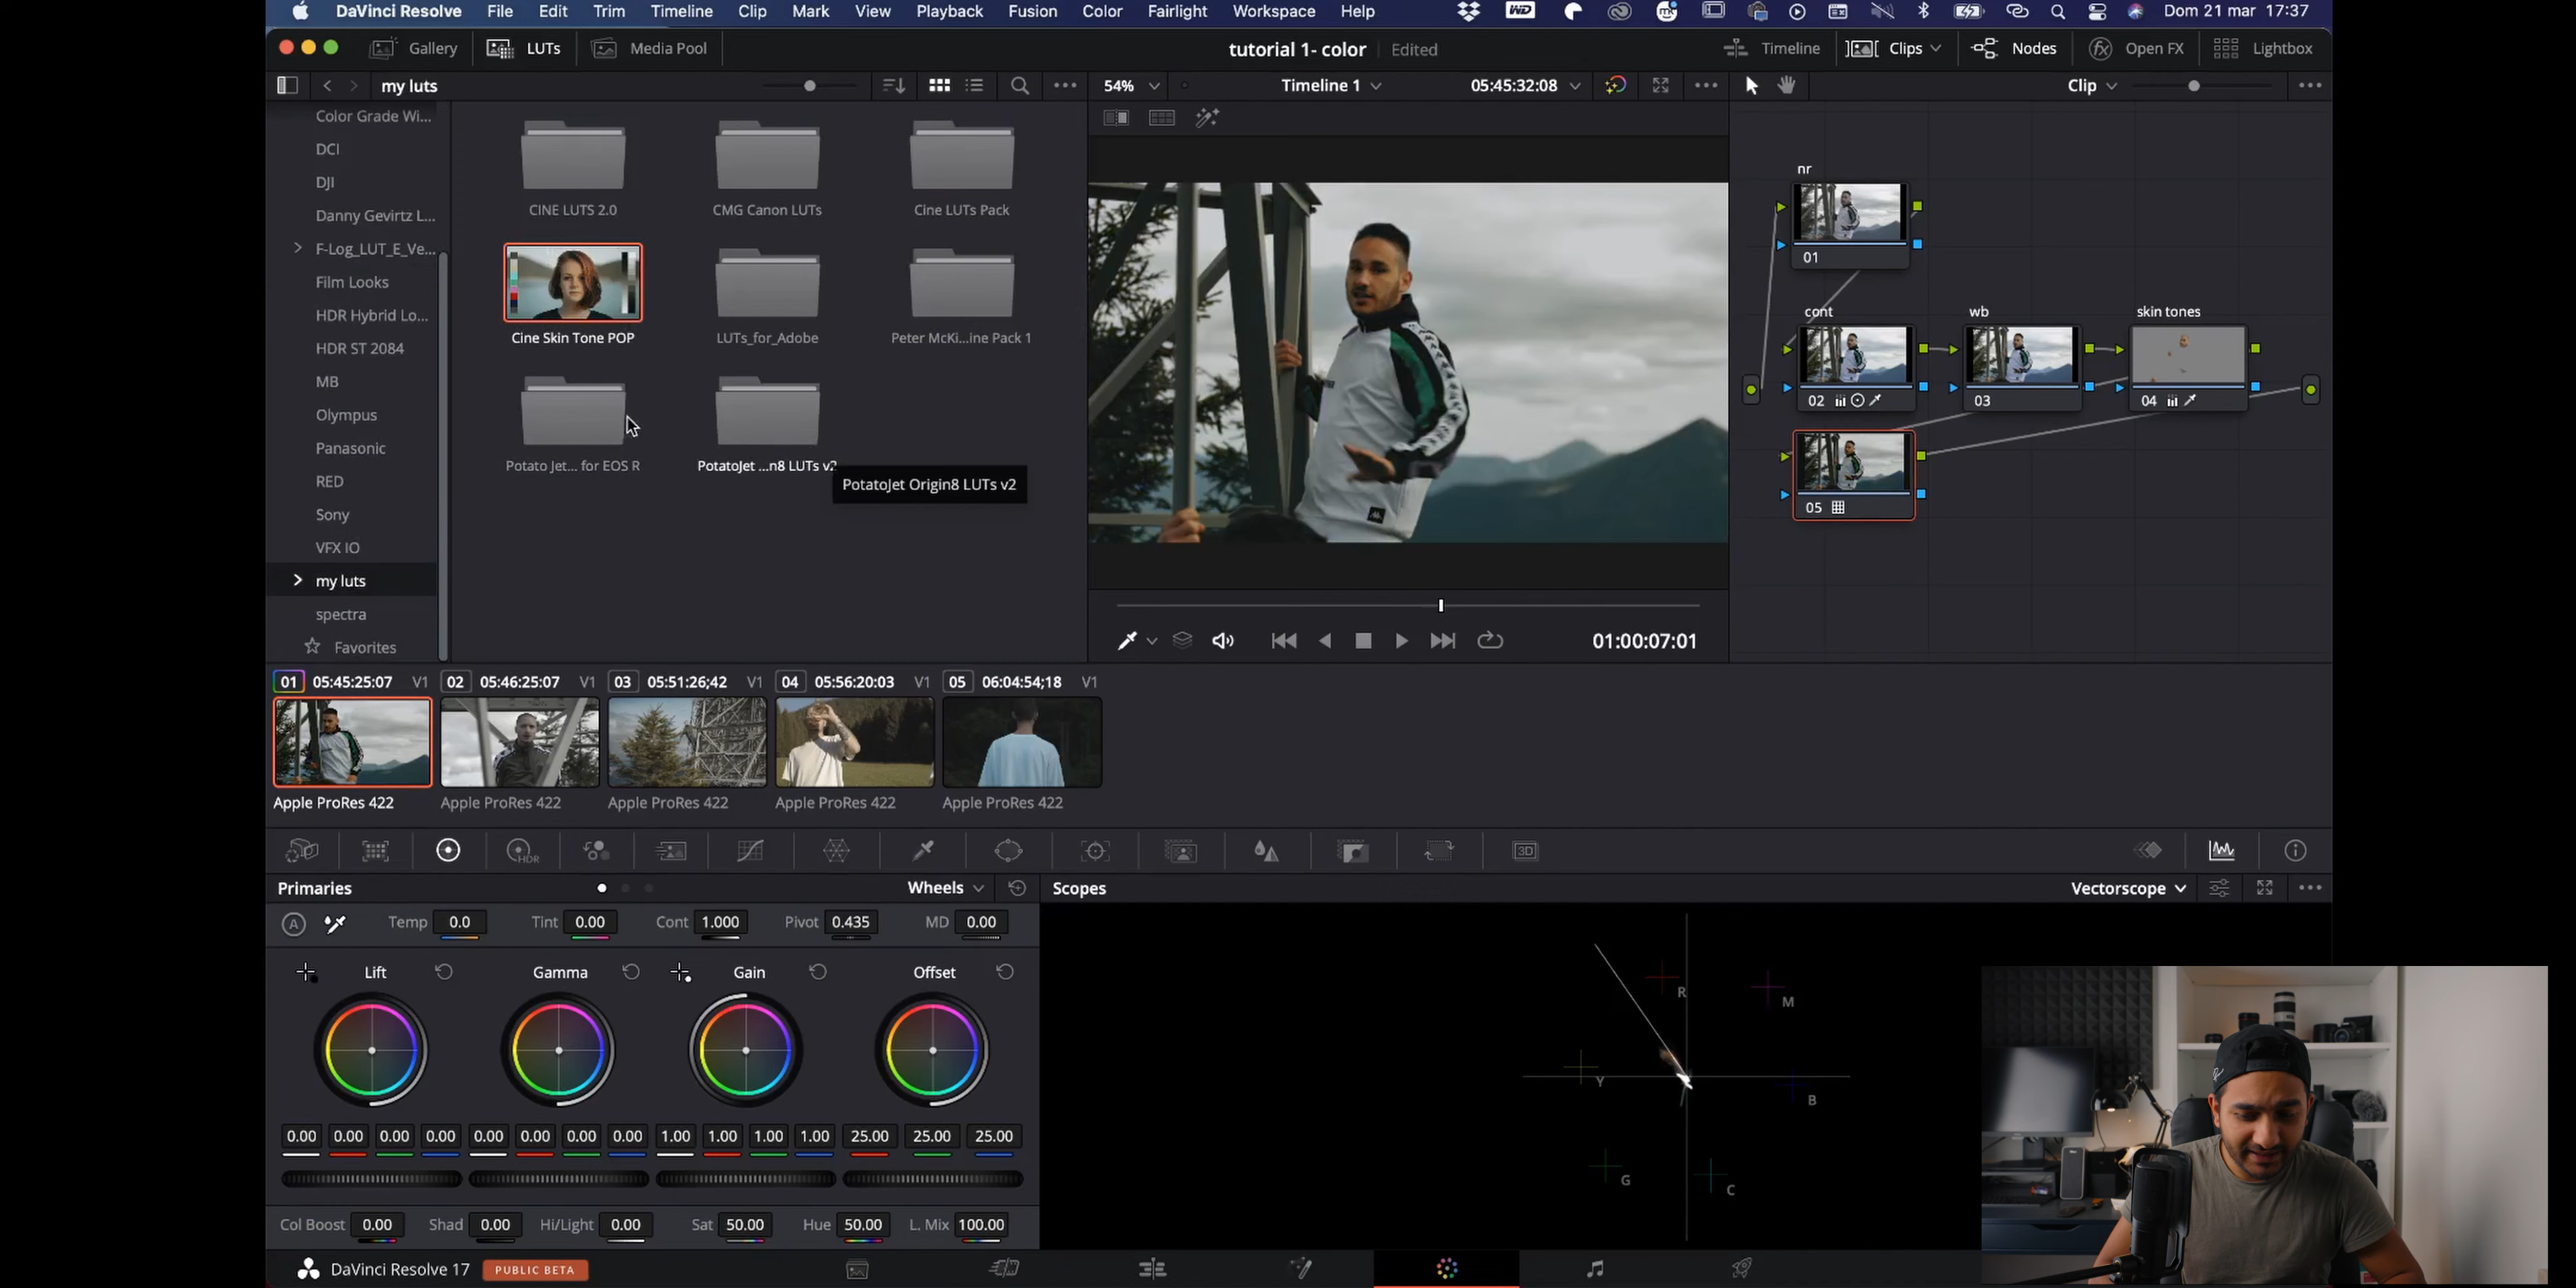 DaVinci Resolve File Edit Trim Timeline Clip Mark View Playback Fusion Color Fairlight Workspace Help Dom 21 mar 17:37
Gallery LUTs Media Pool tutorial 1- color Edited Timeline Clips Nodes Open FX Lightbox
my luts 54% Timeline 1 05:45:32:08 Clip
Color Grade Wi...
DCI
DJI
Danny Gevirtz L...
F-Log_LUT_E_Ve...
Film Looks
HDR Hybrid Lo...
HDR ST 2084
MB
Olympus
Panasonic
RED
Sony
VFX IO
my luts
spectra
Favorites
CINE LUTS 2.0 CMG Canon LUTs Cine LUTs Pack
Cine Skin Tone POP LUTs_for_Adobe Peter McKi...ine Pack 1
Potato Jet... for EOS R PotatoJet ...n8 LUTs v2
PotatoJet Origin8 LUTs v2
nr
01
cont wb skin tones
02 03 04
05
01:00:07:01
01 05:45:25:07 V1 02 05:46:25:07 V1 03 05:51:26;42 V1 04 05:56:20:03 V1 05 06:04:54;18 V1
Apple ProRes 422 Apple ProRes 422 Apple ProRes 422 Apple ProRes 422 Apple ProRes 422
HDR 3D
Primaries Wheels Scopes Vectorscope
A Temp 0.0 Tint 0.00 Cont 1.000 Pivot 0.435 MD 0.00
Lift Gamma Gain Offset
R M
Y B
G C
0.00 0.00 0.00 0.00 0.00 0.00 0.00 0.00 1.00 1.00 1.00 1.00 25.00 25.00 25.00
Col Boost 0.00 Shad 0.00 Hi/Light 0.00 Sat 50.00 Hue 50.00 L. Mix 100.00
DaVinci Resolve 17 PUBLIC BETA